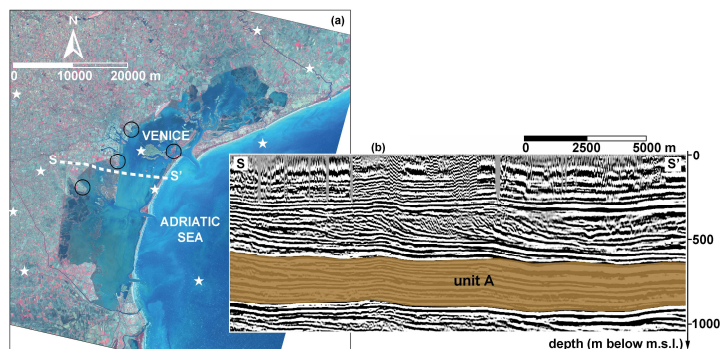 (a)
N
0 10000 20000 m
VENICE
S
S'
ADRIATIC
SEA
0 2500 5000 m
(b)
S
S'
0
500
unit A
1000
depth (m below m.s.l.)